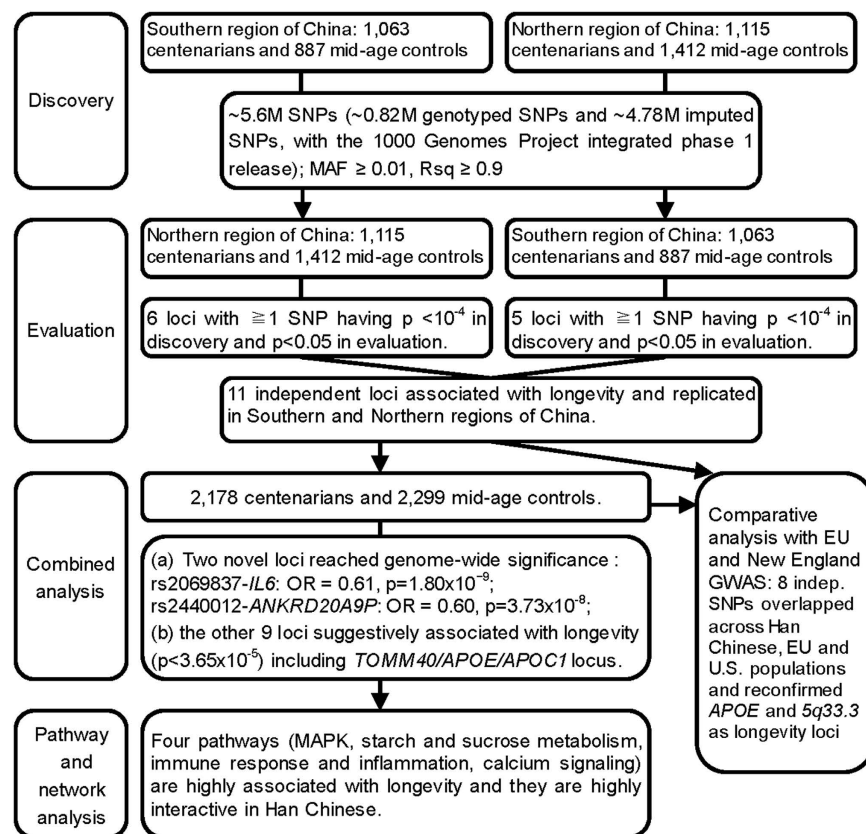 Discovery
Southern region of China: 1,063
centenarians and 887 mid-age controls
Northern region of China: 1,115
centenarians and 1,412 mid-age controls
~5.6M SNPs (~0.82M genotyped SNPs and ~4.78M imputed
SNPs, with the 1000 Genomes Project integrated phase 1
release); MAF ≥ 0.01, Rsq ≥ 0.9
Evaluation
Northern region of China: 1,115
centenarians and 1,412 mid-age controls
Southern region of China: 1,063
centenarians and 887 mid-age controls
6 loci with ≧1 SNP having p <10⁻⁴ in
discovery and p<0.05 in evaluation.
5 loci with ≧1 SNP having p <10⁻⁴ in
discovery and p<0.05 in evaluation.
11 independent loci associated with longevity and replicated
in Southern and Northern regions of China.
Combined
analysis
2,178 centenarians and 2,299 mid-age controls.
(a) Two novel loci reached genome-wide significance :
rs2069837-IL6: OR = 0.61, p=1.80x10⁻⁹;
rs2440012-ANKRD20A9P: OR = 0.60, p=3.73x10⁻⁸;
(b) the other 9 loci suggestively associated with longevity
(p<3.65x10⁻⁵) including TOMM40/APOE/APOC1 locus.
Comparative
analysis with EU
and New England
GWAS: 8 indep.
SNPs overlapped
across Han
Chinese, EU and
U.S. populations
and reconfirmed
APOE and 5q33.3
as longevity loci
Pathway
and
network
analysis
Four pathways (MAPK, starch and sucrose metabolism,
immune response and inflammation, calcium signaling)
are highly associated with longevity and they are highly
interactive in Han Chinese.